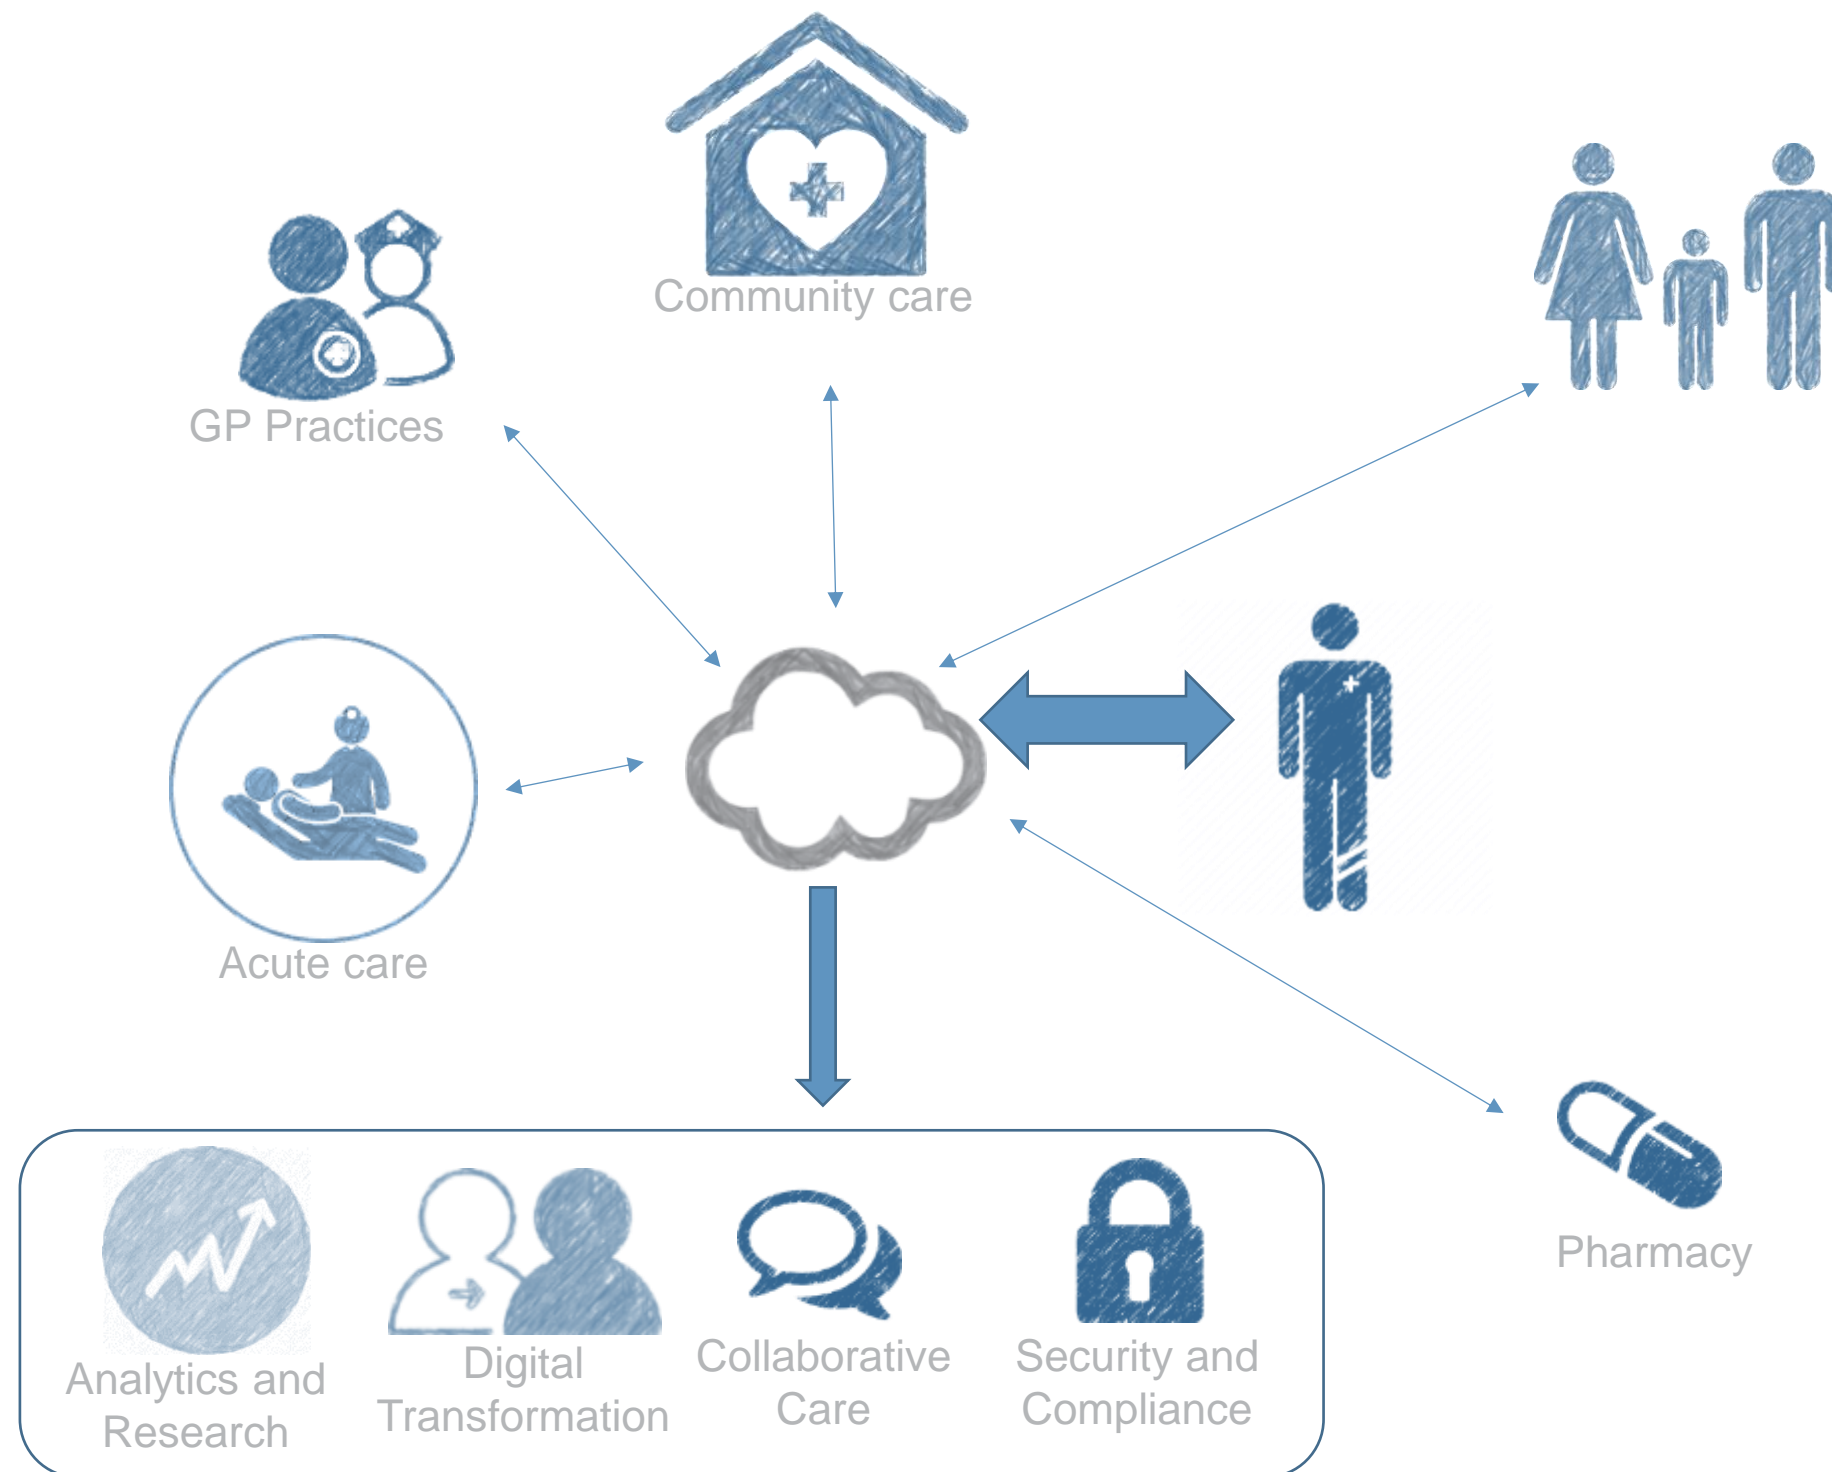 Community care
GP Practices
Acute care
Pharmacy
Analytics and
Research
Digital
Transformation
Collaborative
Care
Security and
Compliance